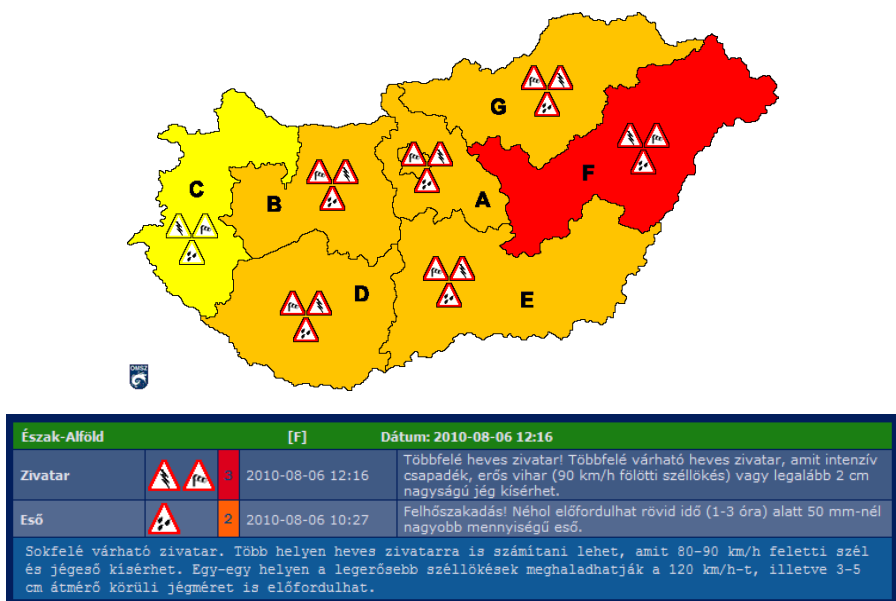 G
C
F
B
A
D
E
OMSZ
Észak-Alföld [F] Dátum: 2010-08-06 12:16
Zivatar 3 2010-08-06 12:16 Többfelé heves zivatar! Többfelé várható heves zivatar, amit intenzív
csapadék, erős vihar (90 km/h fölötti széllökés) vagy legalább 2 cm
nagyságú jég kísérhet.
Eső 2 2010-08-06 10:27 Felhőszakadás! Néhol előfordulhat rövid idő (1-3 óra) alatt 50 mm-nél
nagyobb mennyiségű eső.
Sokfelé várható zivatar. Több helyen heves zivatarra is számítani lehet, amit 80-90 km/h feletti szél
és jégeső kísérhet. Egy-egy helyen a legerősebb széllökések meghaladhatják a 120 km/h-t, illetve 3-5
cm átmérő körüli jégméret is előfordulhat.